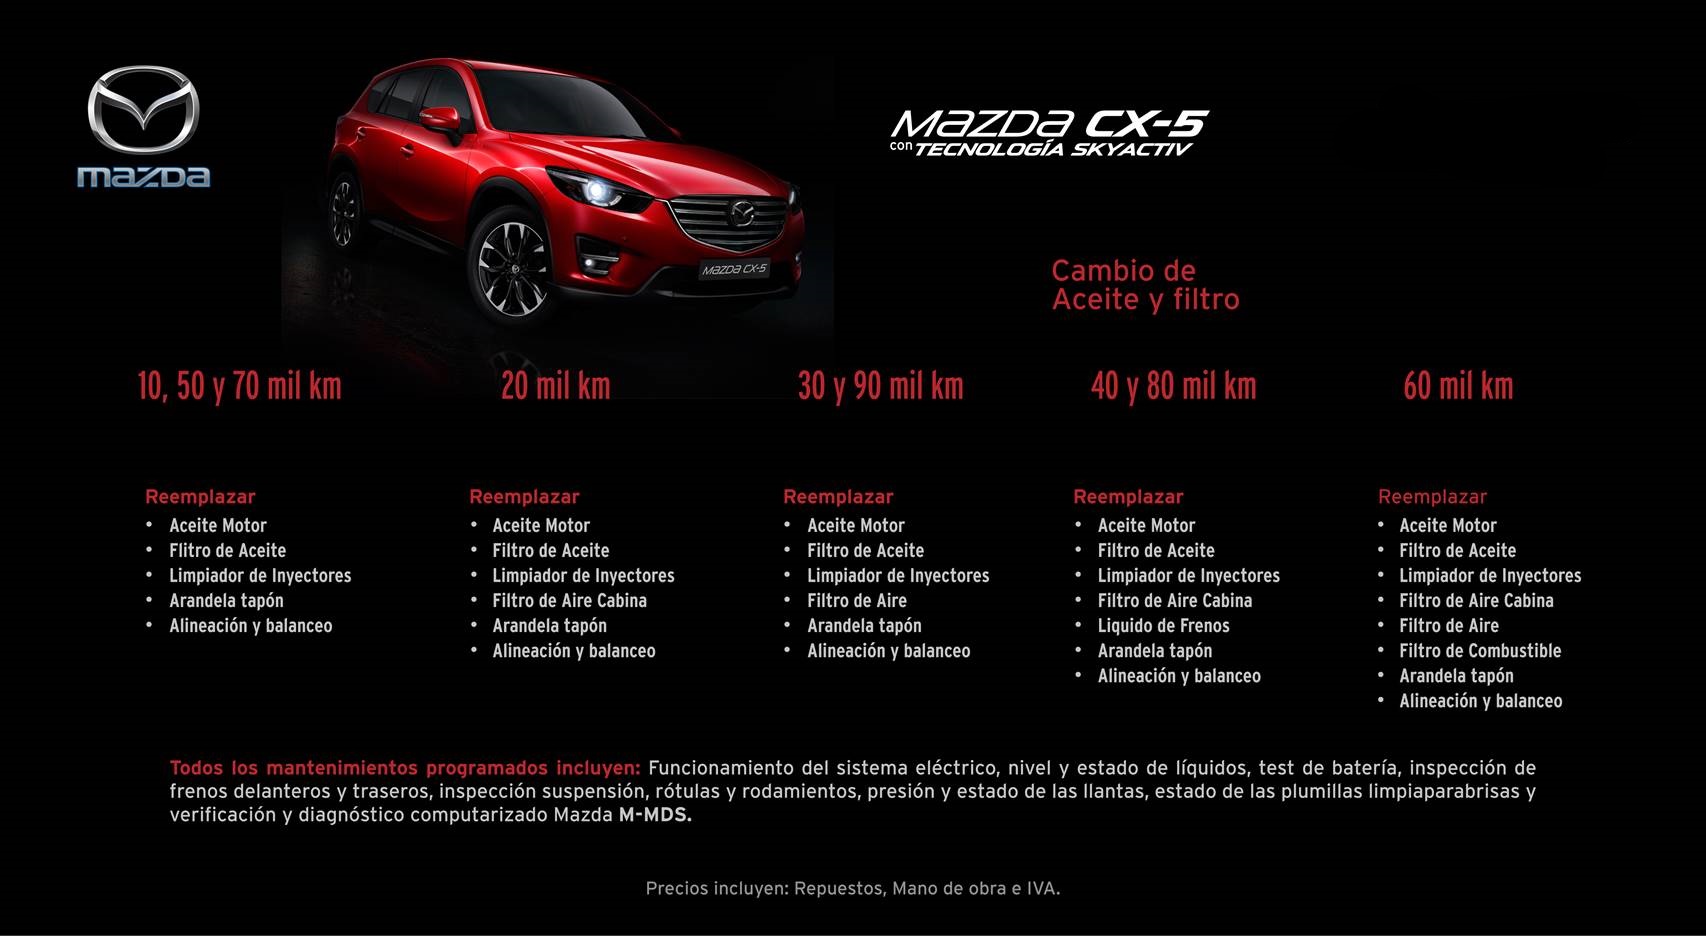 mazda
Mazda CX-5
con TECNOLOGÍA SKYACTIV
MAZDA CX-5
Cambio de
Aceite y filtro
10, 50 y 70 mil km
20 mil km
30 y 90 mil km
40 y 80 mil km
60 mil km
Reemplazar
• Aceite Motor
• Flitro de Aceite
• Limpiador de Inyectores
• Arandela tapón
• Alineación y balanceo
Reemplazar
• Aceite Motor
• Filtro de Aceite
• Limpiador de Inyectores
• Filtro de Aire Cabina
• Arandela tapón
• Alineación y balanceo
Reemplazar
• Aceite Motor
• Filtro de Aceite
• Limpiador de Inyectores
• Filtro de Aire
• Arandela tapón
• Alineación y balanceo
Reemplazar
• Aceite Motor
• Filtro de Aceite
• Limpiador de Inyectores
• Filtro de Aire Cabina
• Liquido de Frenos
• Arandela tapón
• Alineación y balanceo
Reemplazar
• Aceite Motor
• Filtro de Aceite
• Limpiador de Inyectores
• Filtro de Aire Cabina
• Filtro de Aire
• Filtro de Combustible
• Arandela tapón
• Alineación y balanceo
Todos los mantenimientos programados incluyen: Funcionamiento del sistema eléctrico, nivel y estado de líquidos, test de batería, inspección de
frenos delanteros y traseros, inspección suspensión, rótulas y rodamientos, presión y estado de las llantas, estado de las plumillas limpiaparabrisas y
verificación y diagnóstico computarizado Mazda M-MDS.
Precios incluyen: Repuestos, Mano de obra e IVA.